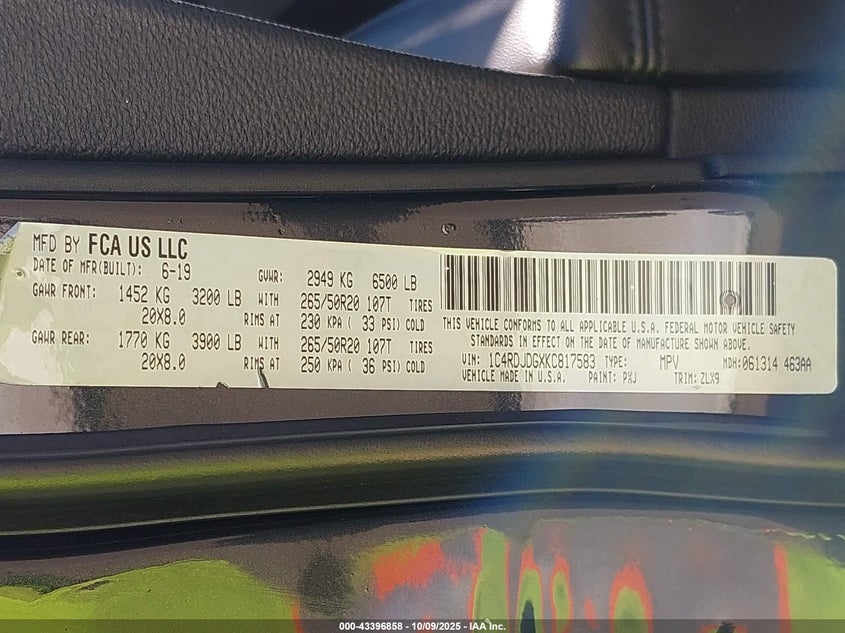 MFD BY FCA US LLC
DATE OF MFR(BUILT): 6-19 GVWR: 2949 KG 6500 LB
GAWR FRONT: 1452 KG 3200 LB WITH 265/50R20 107T TIRES
20X8.0 RIMS AT 230 KPA ( 33 PSI) COLD
GAWR REAR: 1770 KG 3900 LB WITH 265/50R20 107T TIRES
20X8.0 RIMS AT 250 KPA ( 36 PSI) COLD
THIS VEHICLE CONFORMS TO ALL APPLICABLE U.S.A. FEDERAL MOTOR VEHICLE SAFETY
STANDARDS IN EFFECT ON THE DATE OF MANUFACTURE SHOWN ABOVE.
VIN: 1C4RDJDGXKC817583 TYPE: MPV MDH: 061314 463AA
VEHICLE MADE IN U.S.A. PAINT: PXJ TRIM: ZLX9
000-43396858 - 10/09/2025 - IAA Inc.